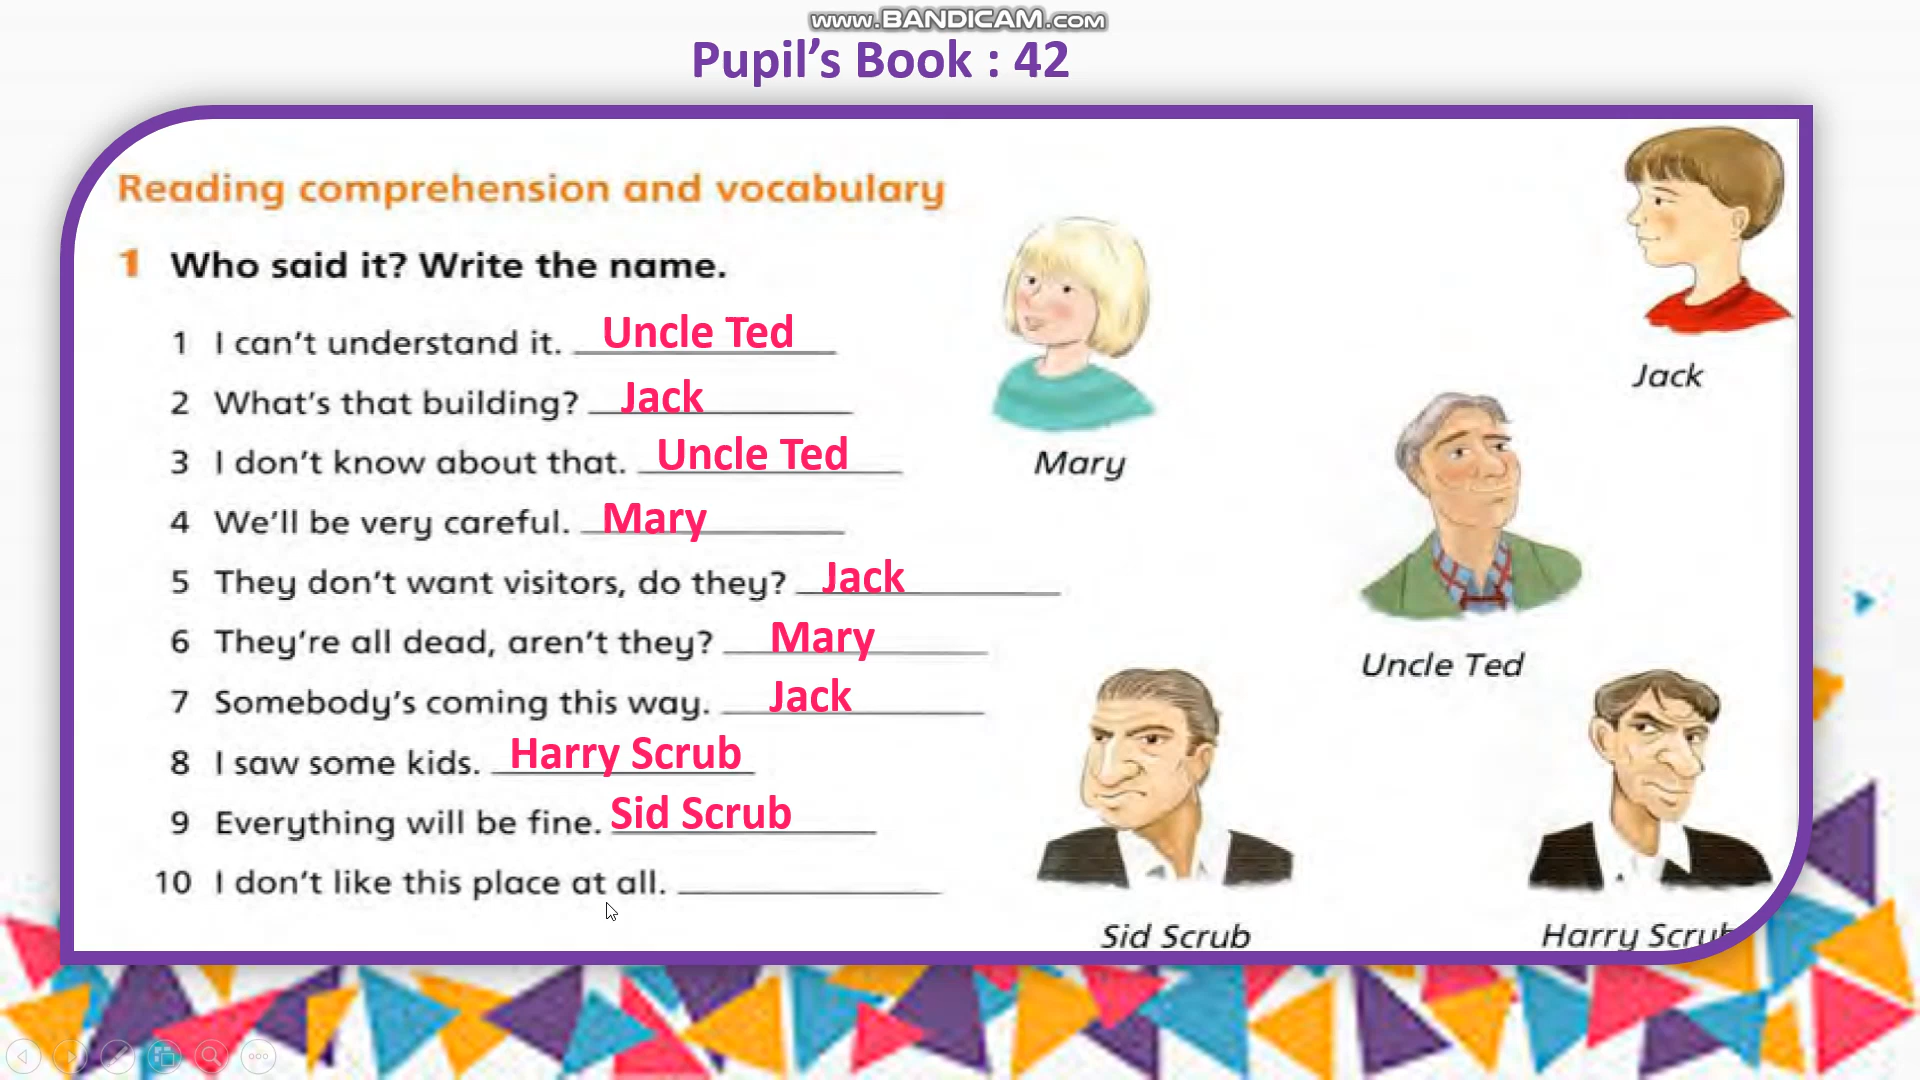 www.BANDICAM.com
Pupil’s Book : 42
Reading comprehension and vocabulary
1 Who said it? Write the name.
1 I can’t understand it. Uncle Ted
2 What’s that building? Jack
3 I don’t know about that. Uncle Ted
4 We’ll be very careful. Mary
5 They don’t want visitors, do they? Jack
6 They’re all dead, aren’t they? Mary
7 Somebody’s coming this way. Jack
8 I saw some kids. Harry Scrub
9 Everything will be fine. Sid Scrub
10 I don’t like this place at all.
Jack
Mary
Uncle Ted
Sid Scrub
Harry Scrub